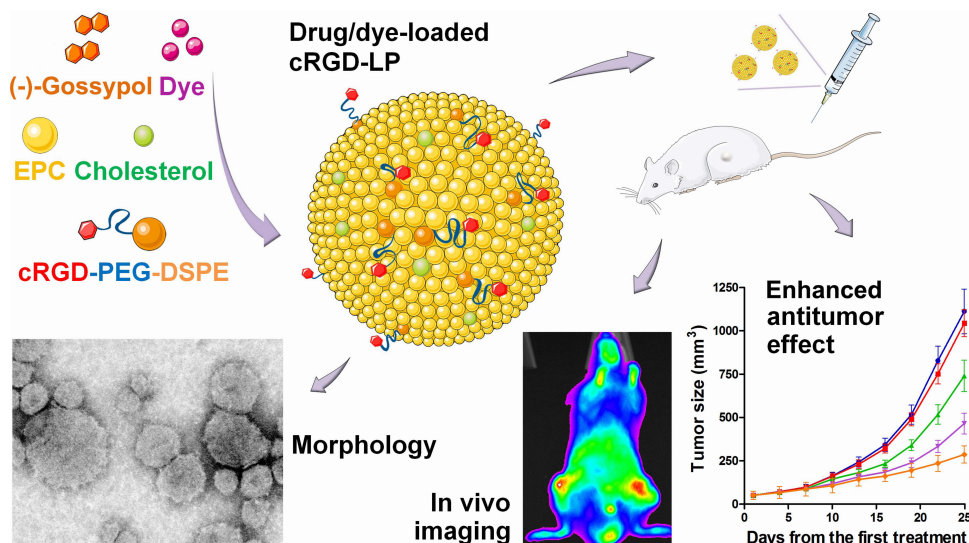 Drug/dye-loaded
cRGD-LP
(-)-Gossypol Dye
EPC Cholesterol
cRGD-PEG-DSPE
Morphology
In vivo
imaging
Enhanced
antitumor
effect
Tumor size (mm³)
1250
1000
750
500
250
0
0 5 10 15 20 25
Days from the first treatment